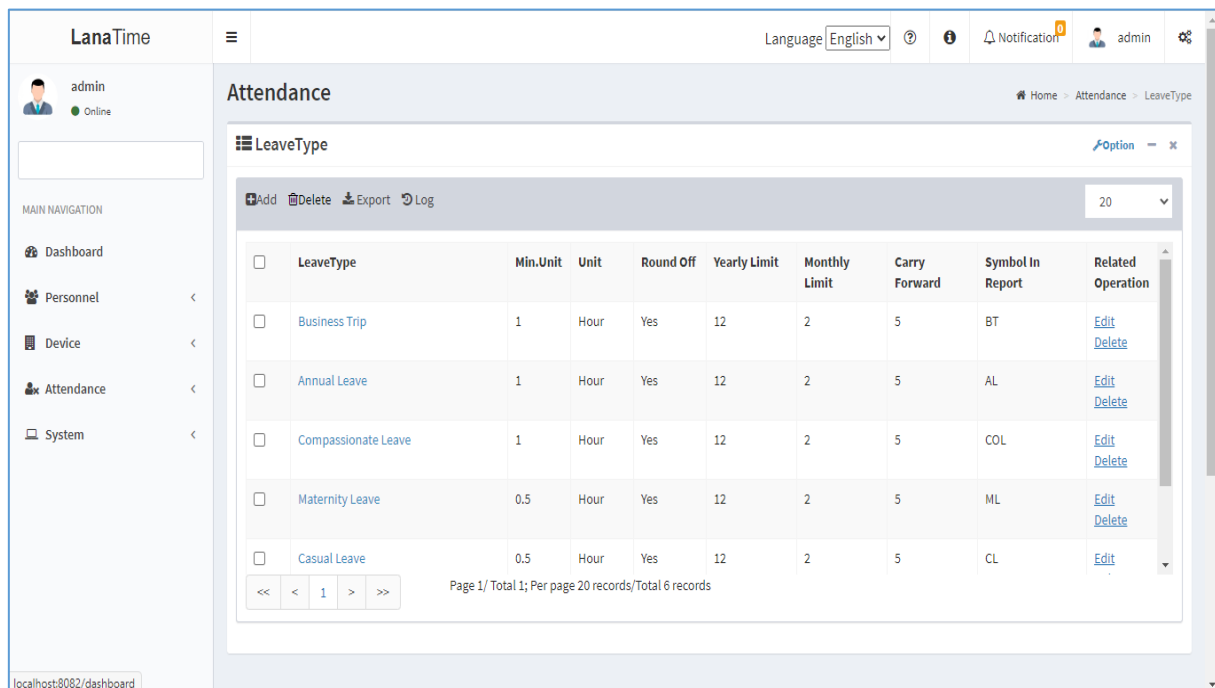 LanaTime
Language English
Notification 0
admin
admin
Online
Attendance
Home > Attendance > LeaveType
LeaveType
Option
MAIN NAVIGATION
Dashboard
Personnel
Device
Attendance
System
Add Delete Export Log
20
LeaveType Min.Unit Unit Round Off Yearly Limit Monthly Limit Carry Forward Symbol In Report Related Operation
Business Trip 1 Hour Yes 12 2 5 BT Edit Delete
Annual Leave 1 Hour Yes 12 2 5 AL Edit Delete
Compassionate Leave 1 Hour Yes 12 2 5 COL Edit Delete
Maternity Leave 0.5 Hour Yes 12 2 5 ML Edit Delete
Casual Leave 0.5 Hour Yes 12 2 5 CL Edit
<< < 1 > >> Page 1/ Total 1; Per page 20 records/Total 6 records
localhost:8082/dashboard